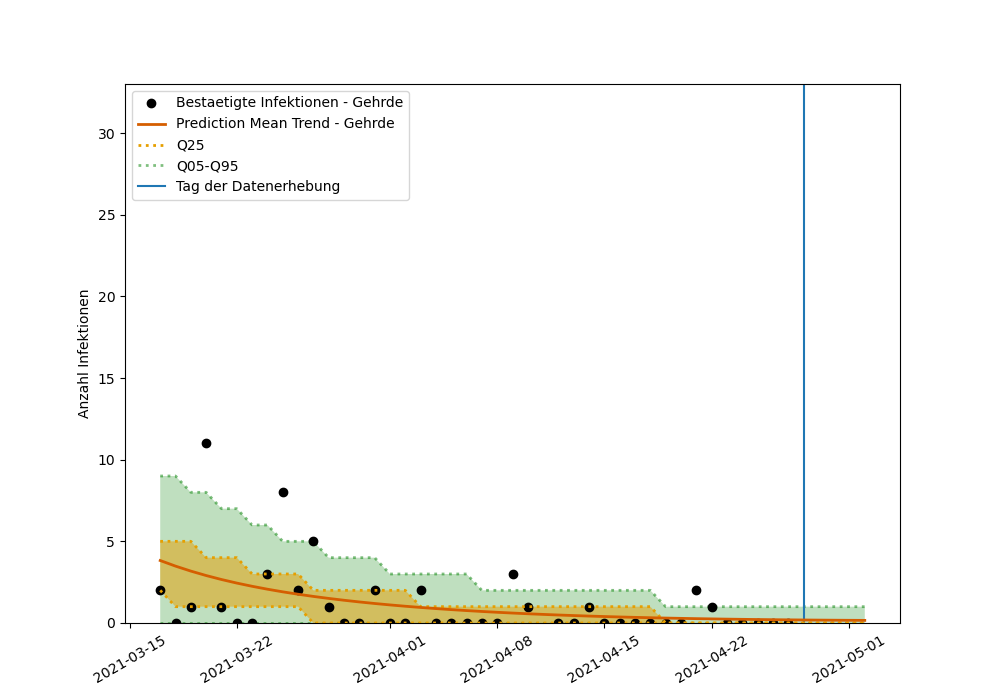 Bestaetigte Infektionen - Gehrde
Prediction Mean Trend - Gehrde
Q25
Q05-Q95
Tag der Datenerhebung
Anzahl Infektionen
30
25
20
15
10
5
0
2021-03-15
2021-03-22
2021-04-01
2021-04-08
2021-04-15
2021-04-22
2021-05-01